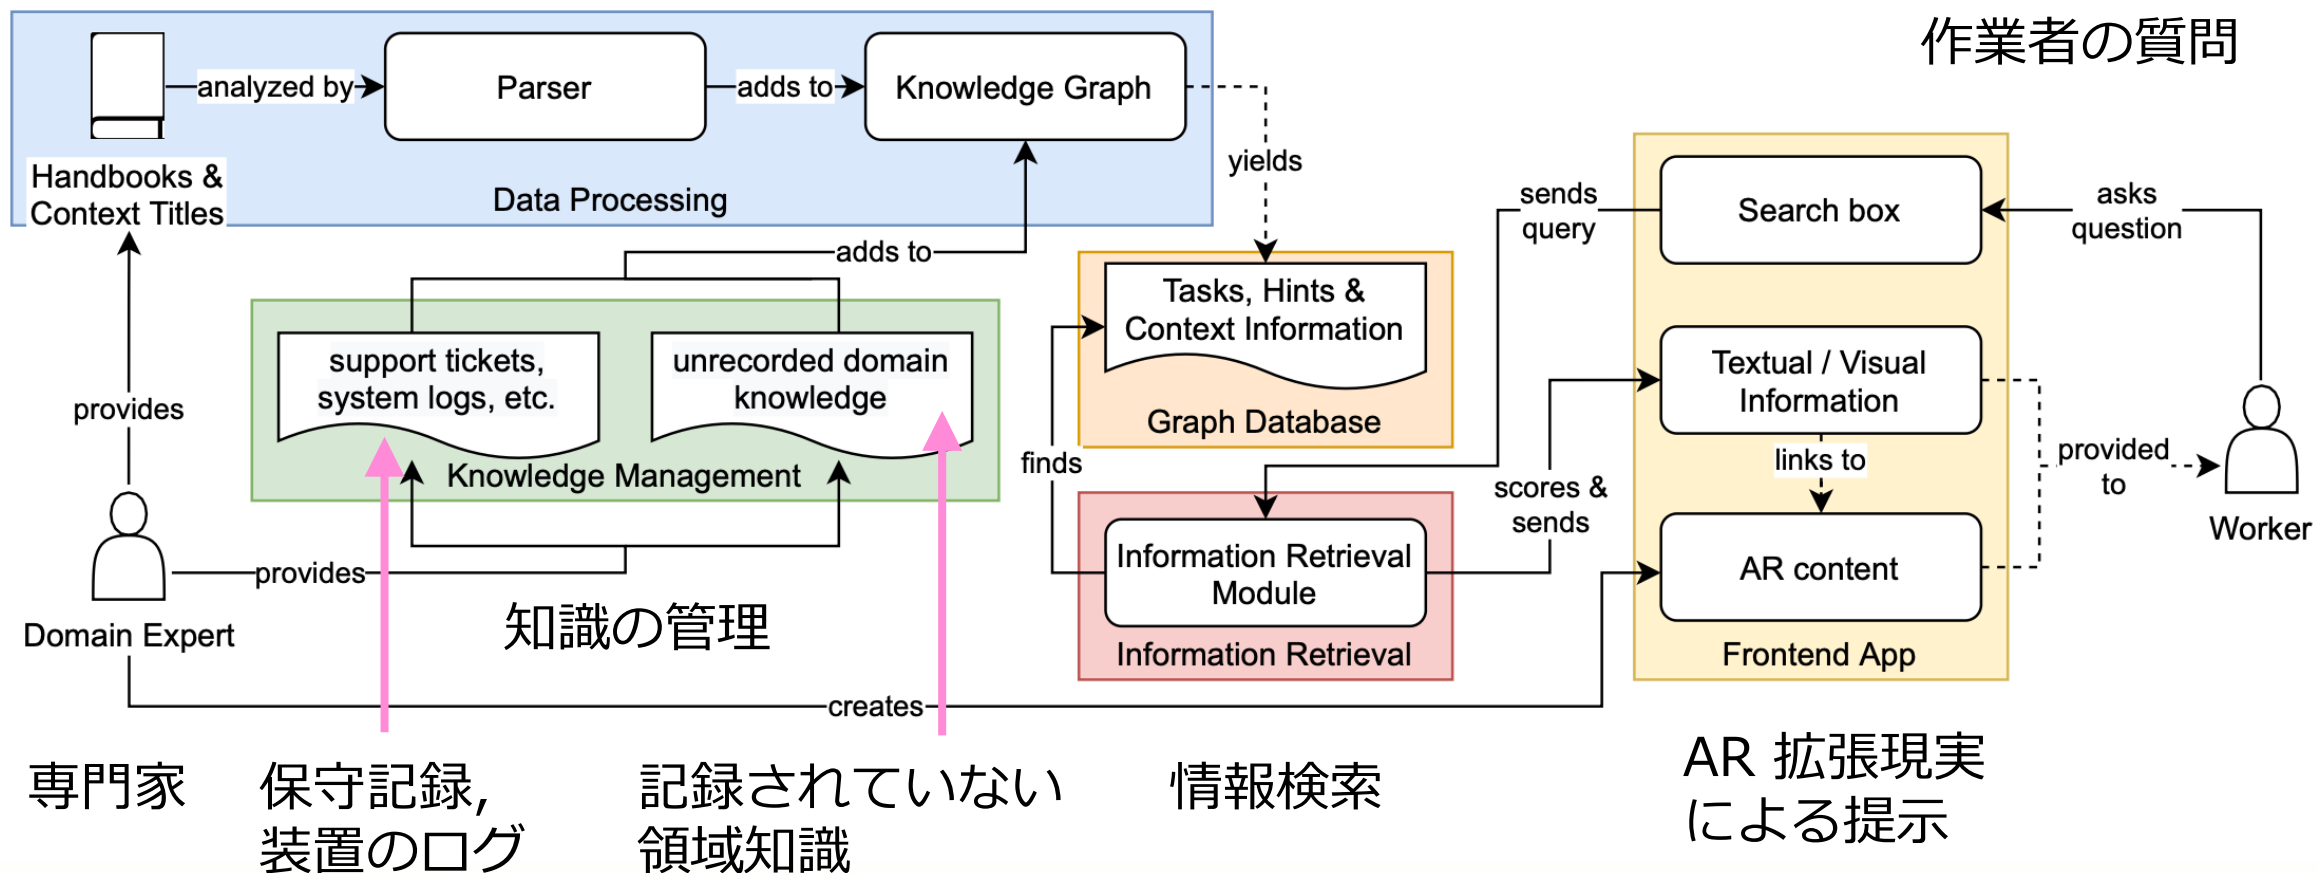 作業者の質問
analyzed by
Parser
adds to
Knowledge Graph
Handbooks &
Context Titles
Data Processing
yields
sends
query
Search box
asks
question
adds to
Tasks, Hints &
Context Information
Graph Database
support tickets,
system logs, etc.
unrecorded domain
knowledge
Knowledge Management
provides
finds
Textual / Visual
Information
links to
provided
to
scores &
sends
Information Retrieval
Module
Information Retrieval
AR content
Frontend App
Worker
provides
Domain Expert
知識の管理
creates
専門家
保守記録,
装置のログ
記録されていない
領域知識
情報検索
AR 拡張現実
による提示